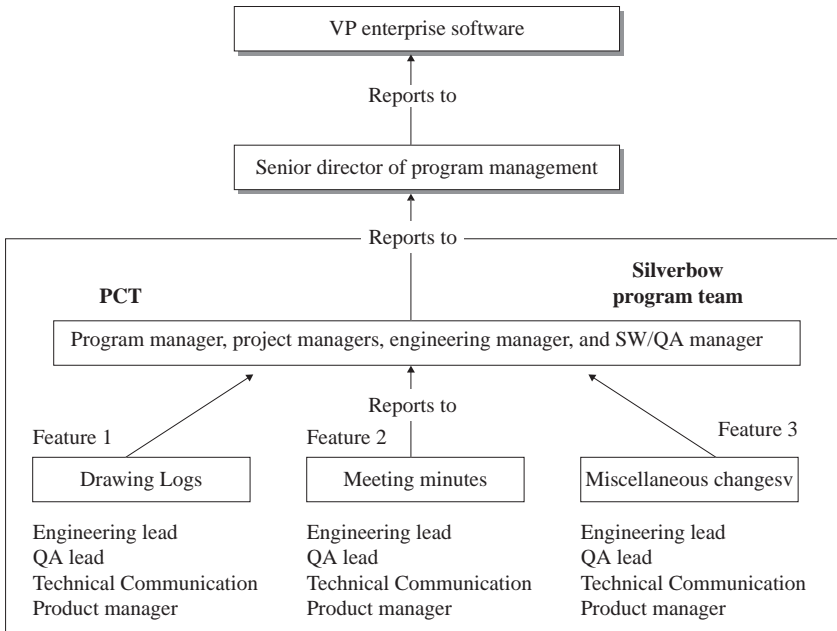 VP enterprise software
Reports to
Senior director of program management
Reports to
PCT
Silverbow
program team
Program manager, project managers, engineering manager, and SW/QA manager
Reports to
Feature 1
Feature 2
Feature 3
Drawing Logs
Meeting minutes
Miscellaneous changesv
Engineering lead
QA lead
Technical Communication
Product manager
Engineering lead
QA lead
Technical Communication
Product manager
Engineering lead
QA lead
Technical Communication
Product manager